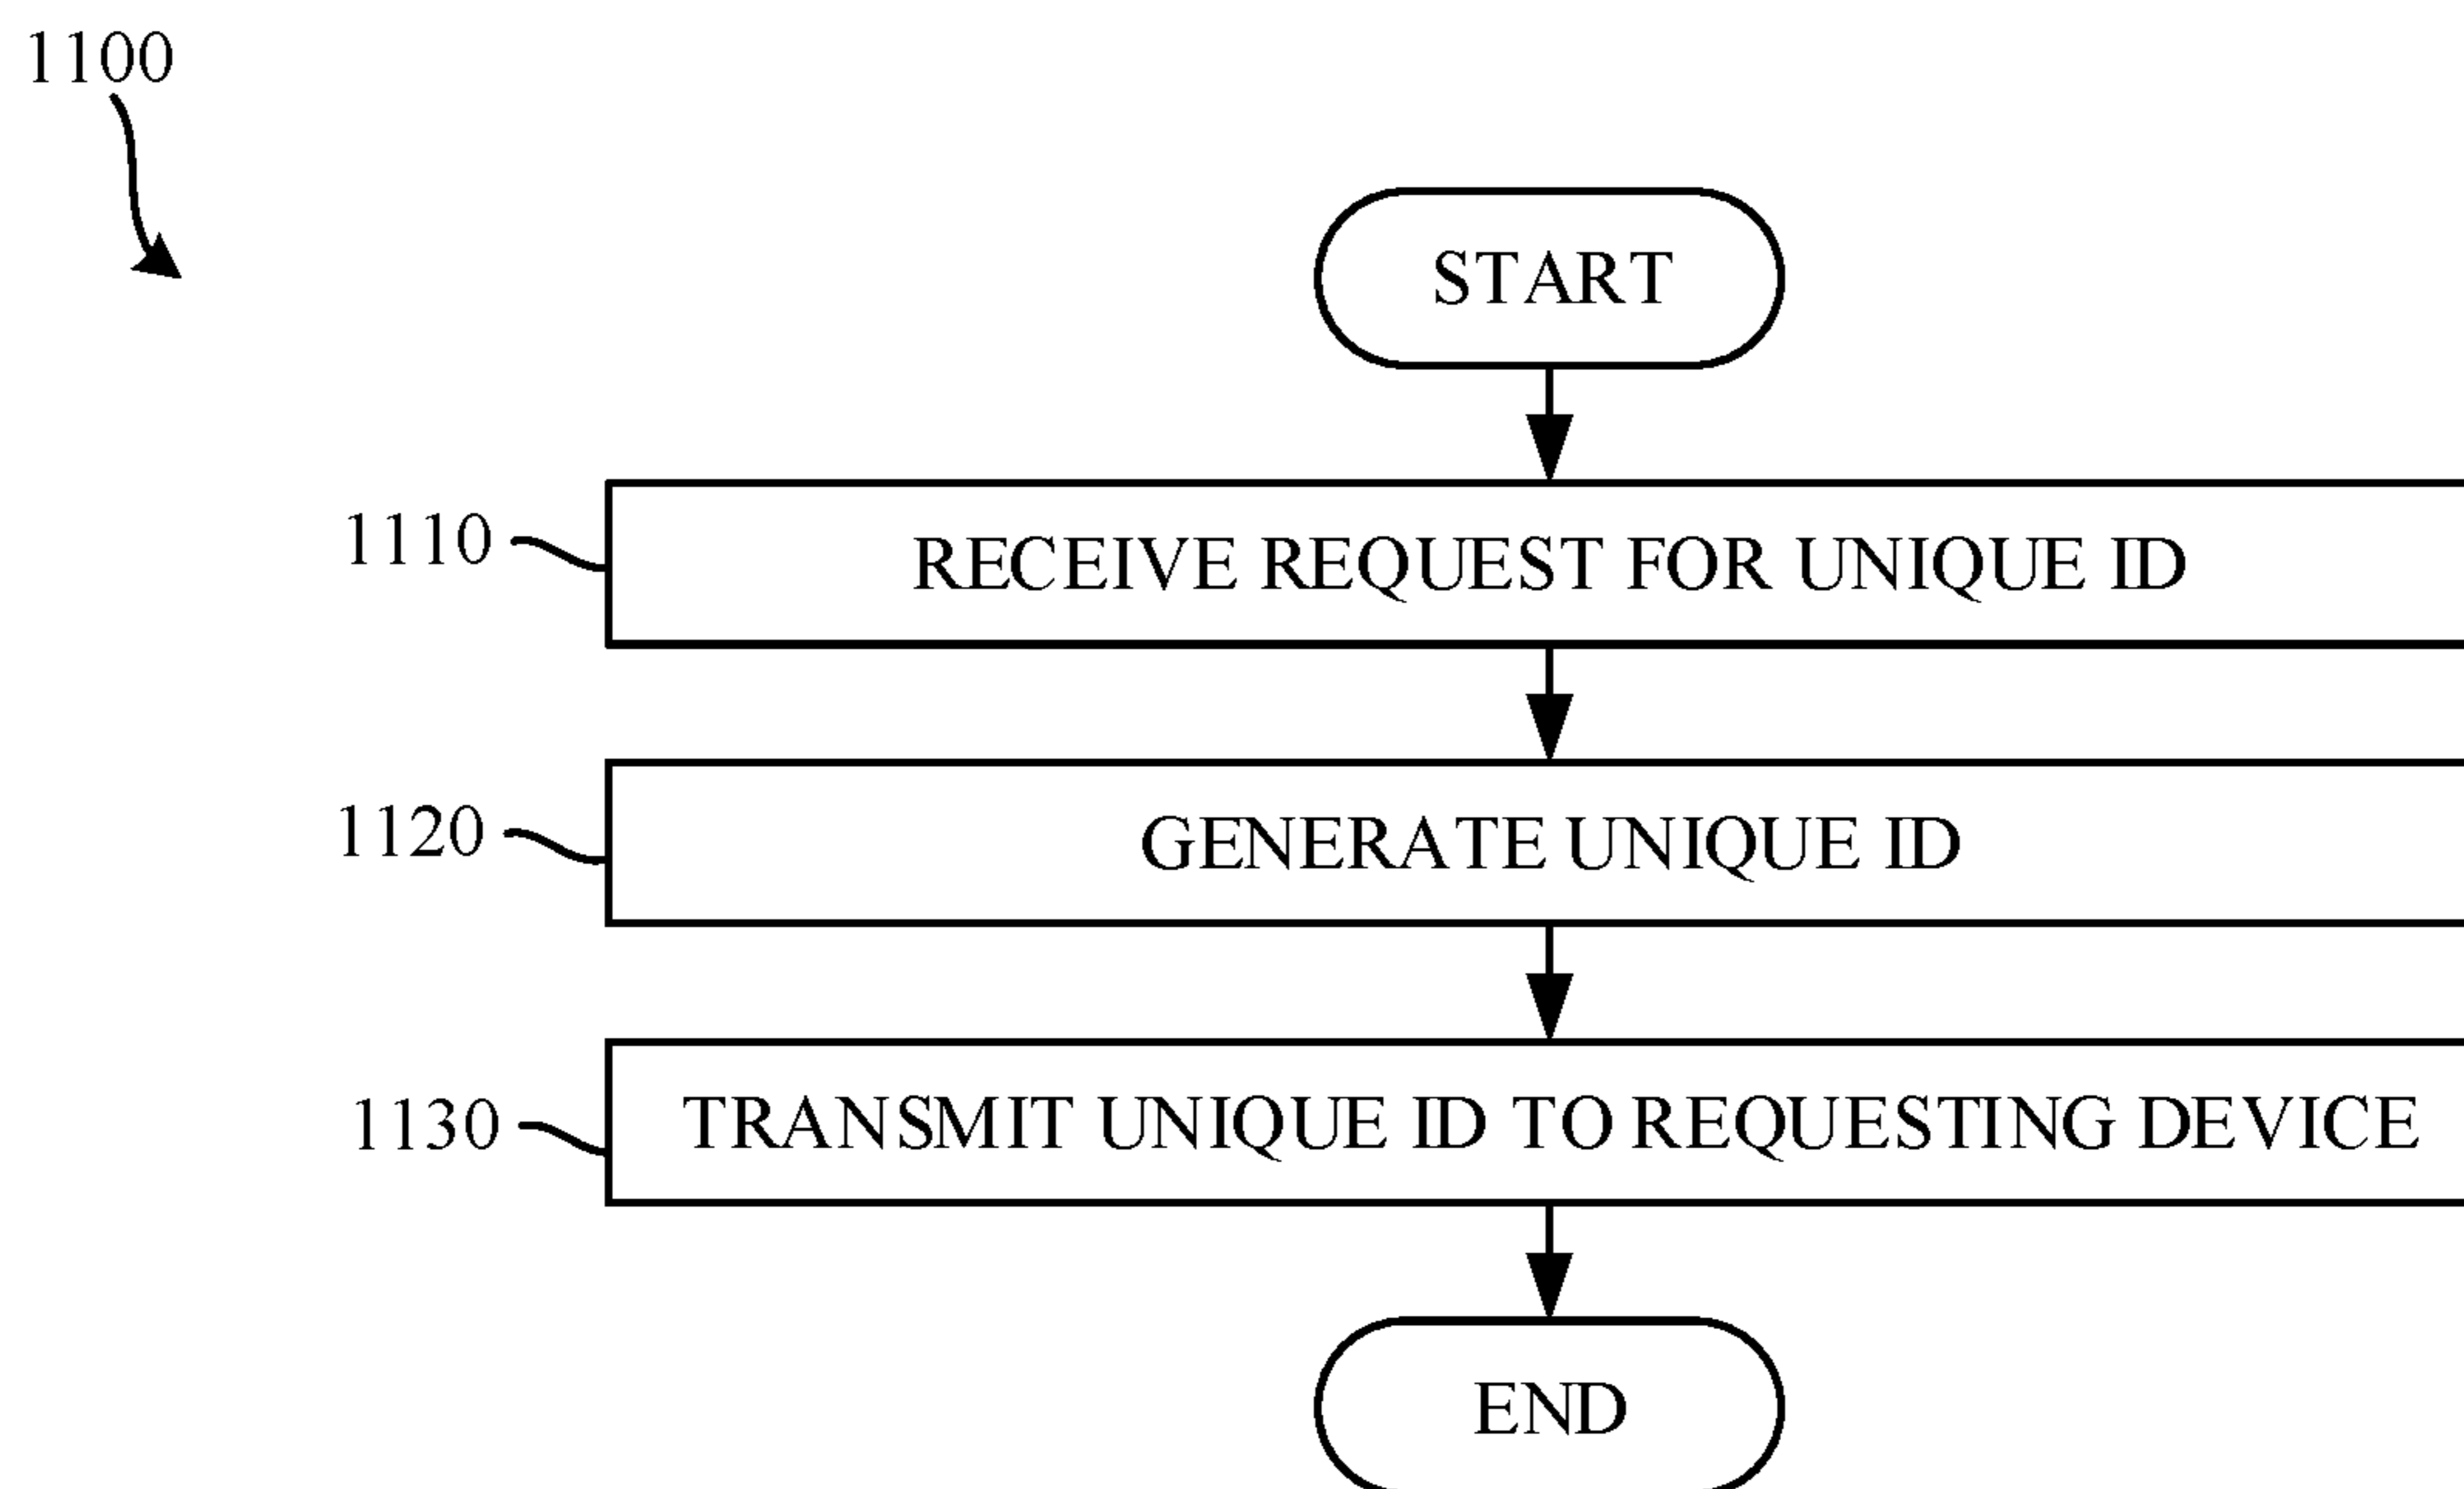 1100
START
1110
RECEIVE REQUEST FOR UNIQUE ID
1120
GENERATE UNIQUE ID
1130
TRANSMIT UNIQUE ID TO REQUESTING DEVICE
END